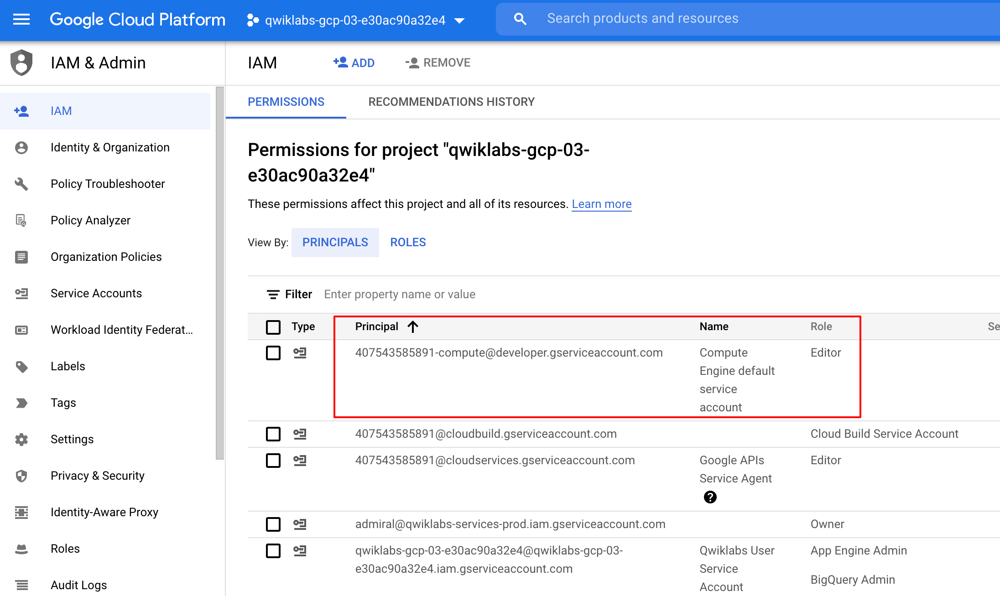 Google Cloud Platform
qwiklabs-gcp-03-e30ac90a32e4
Search products and resources
IAM & Admin
IAM
ADD
REMOVE
IAM
Identity & Organization
Policy Troubleshooter
Policy Analyzer
Organization Policies
Service Accounts
Workload Identity Federat...
Labels
Tags
Settings
Privacy & Security
Identity-Aware Proxy
Roles
Audit Logs
PERMISSIONS
RECOMMENDATIONS HISTORY
Permissions for project "qwiklabs-gcp-03-
e30ac90a32e4"
These permissions affect this project and all of its resources. Learn more
View By: PRINCIPALS ROLES
Filter Enter property name or value
Type Principal Name Role Se
407543585891-compute@developer.gserviceaccount.com Compute Editor
Engine default
service
account
407543585891@cloudbuild.gserviceaccount.com Cloud Build Service Account
407543585891@cloudservices.gserviceaccount.com Google APIs Editor
Service Agent
?
admiral@qwiklabs-services-prod.iam.gserviceaccount.com Owner
qwiklabs-gcp-03-e30ac90a32e4@qwiklabs-gcp-03- Qwiklabs User App Engine Admin
e30ac90a32e4.iam.gserviceaccount.com Service
BigQuery Admin
Account